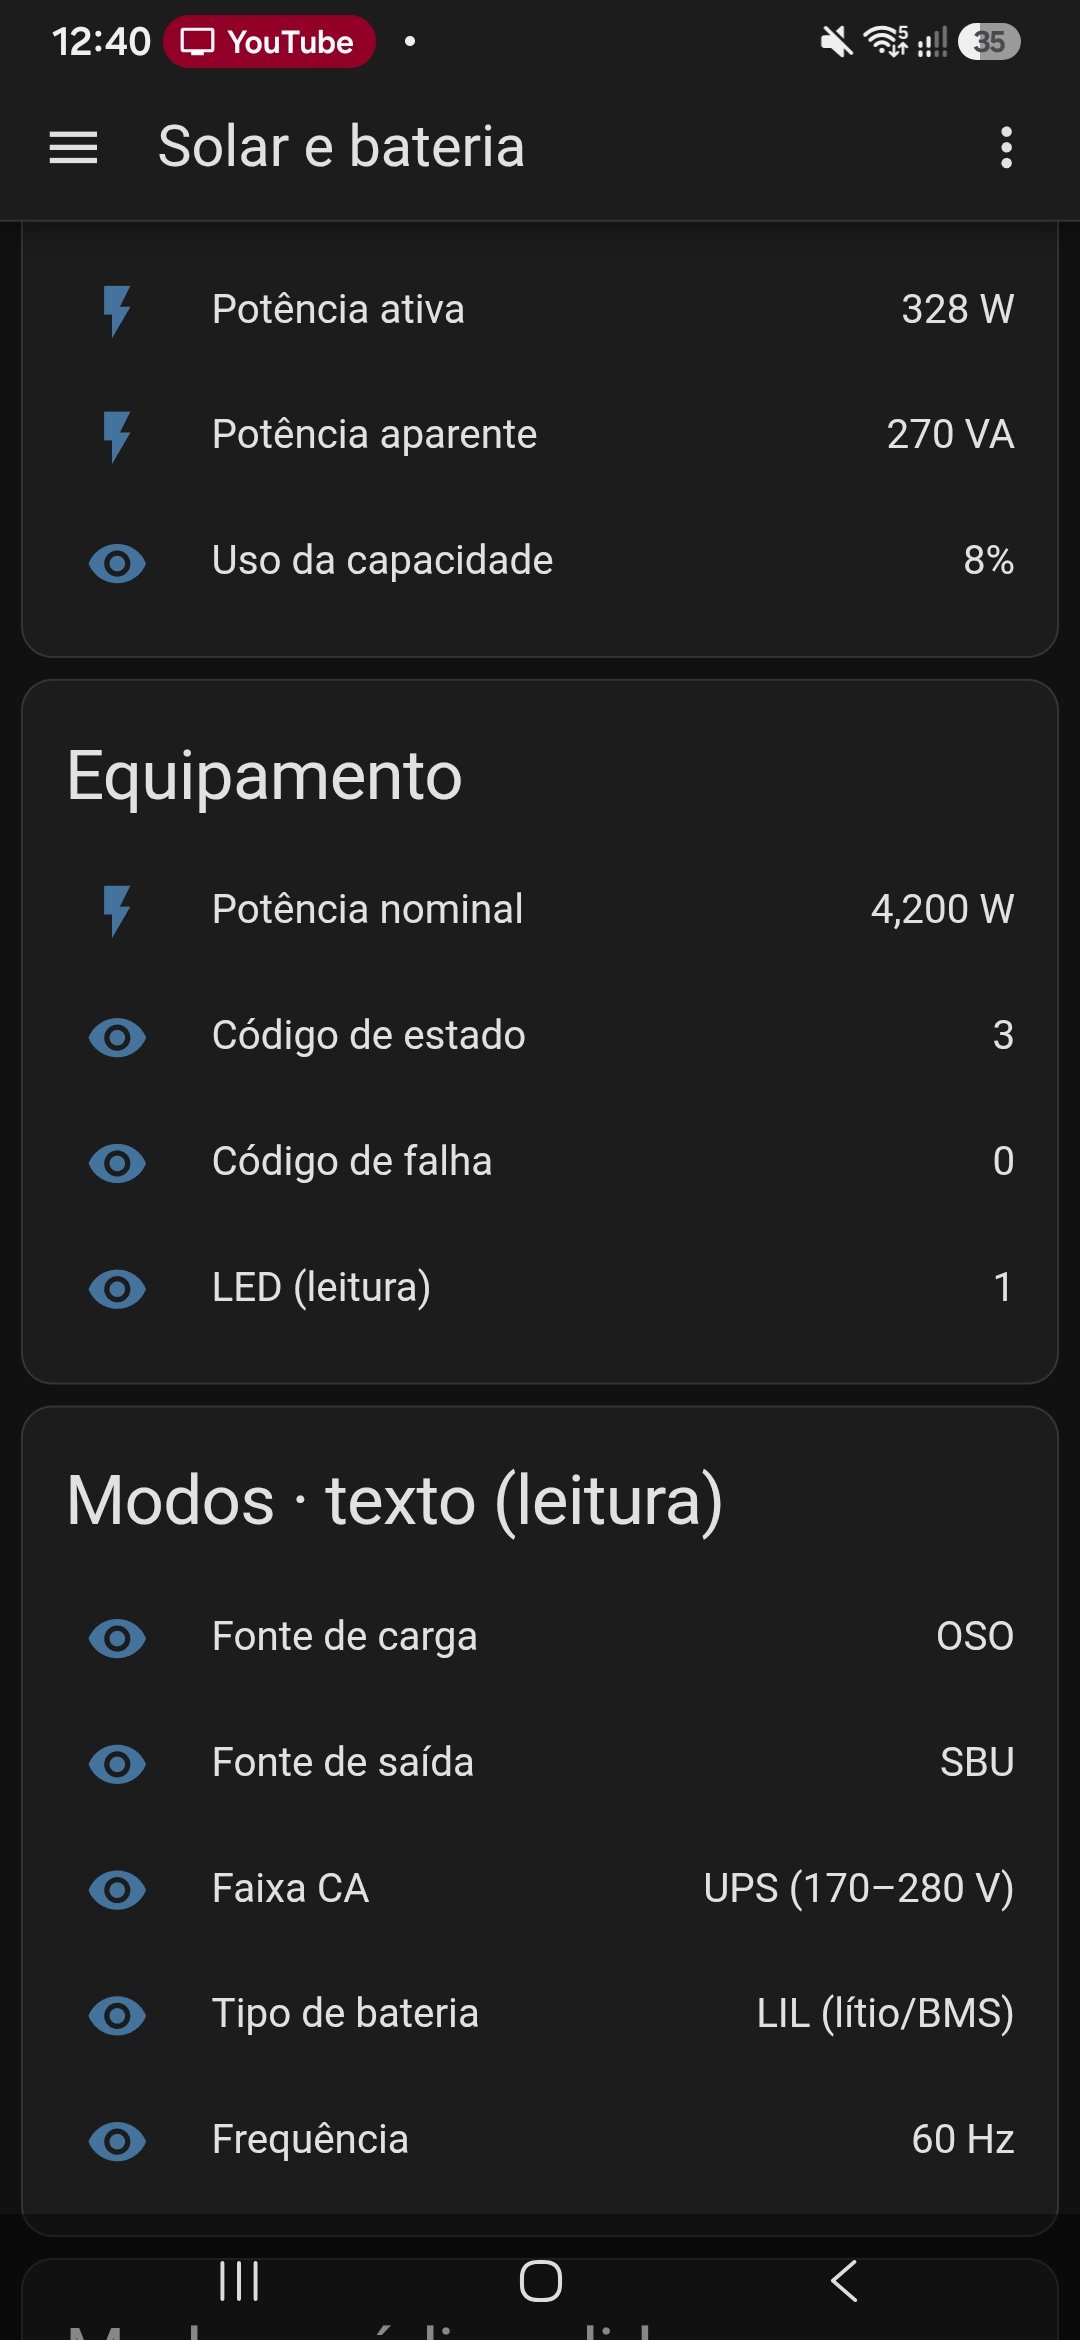 12:40 YouTube 5 35
Solar e bateria
Potência ativa 328 W
Potência aparente 270 VA
Uso da capacidade 8%
Equipamento
Potência nominal 4,200 W
Código de estado 3
Código de falha 0
LED (leitura) 1
Modos · texto (leitura)
Fonte de carga OSO
Fonte de saída SBU
Faixa CA UPS (170–280 V)
Tipo de bateria LIL (lítio/BMS)
Frequência 60 Hz